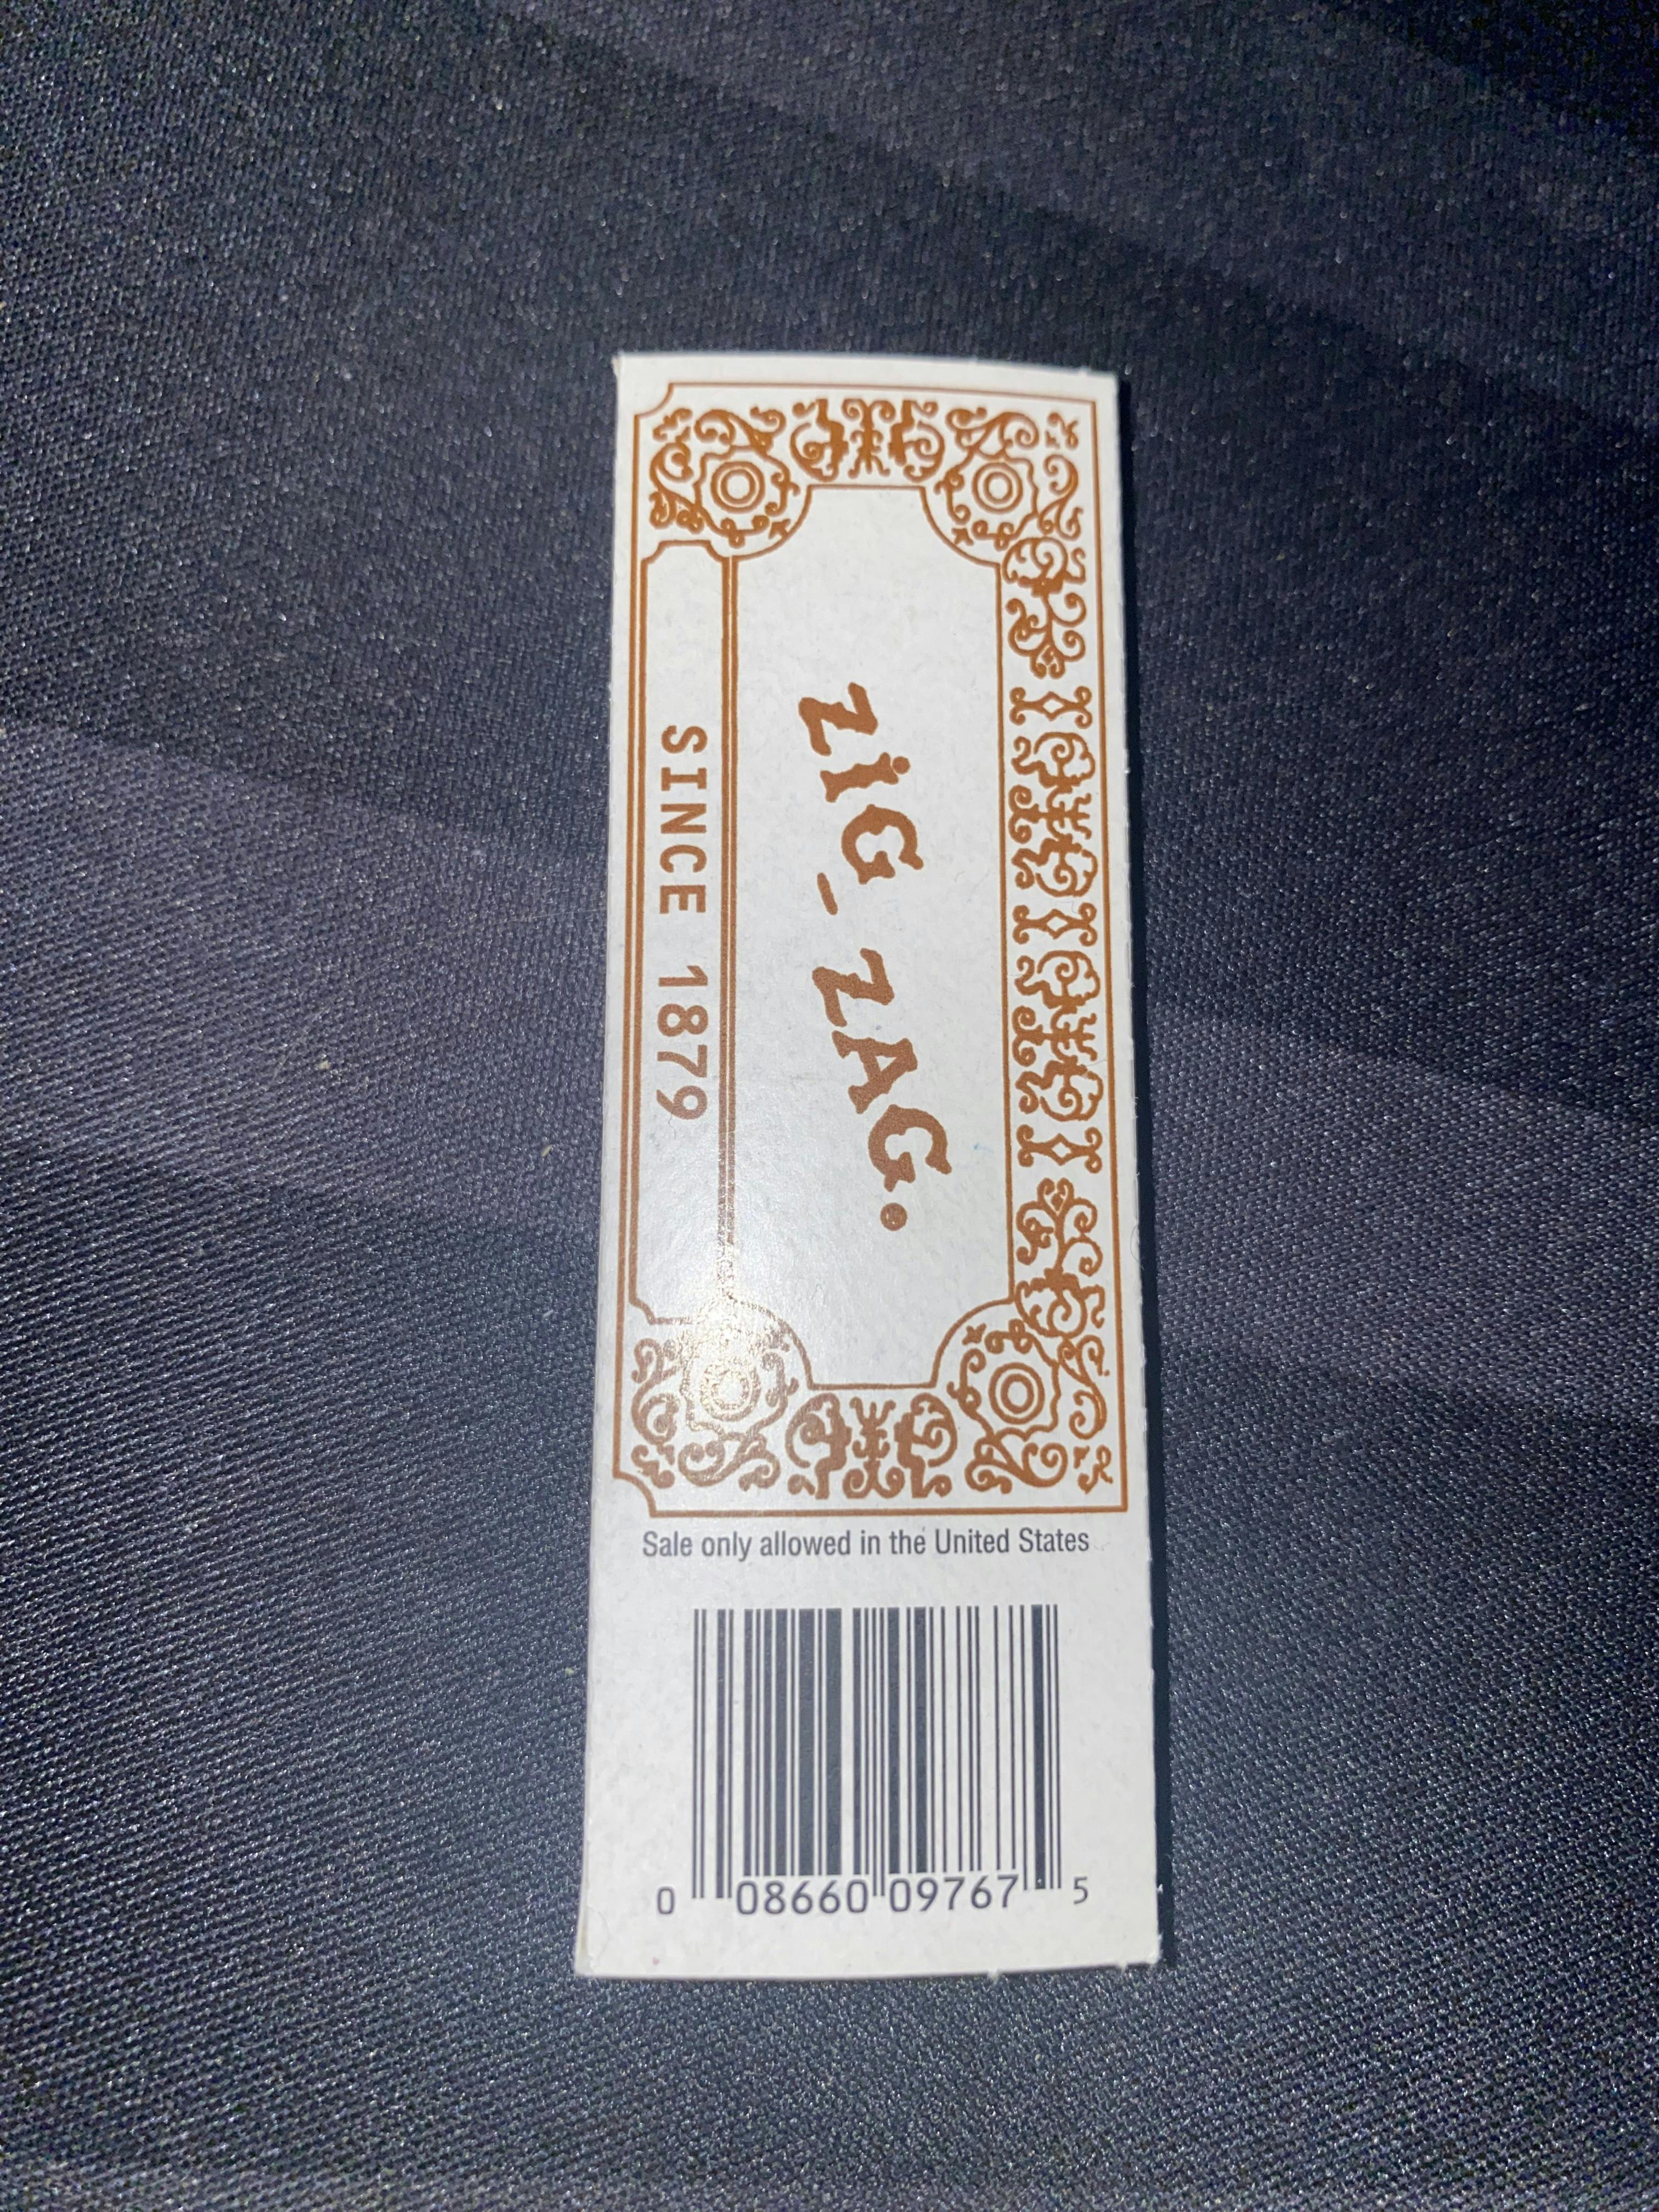 ZiG-ZAG.
SINCE 1879
Sale only allowed in the United States
0 08660 09767 5